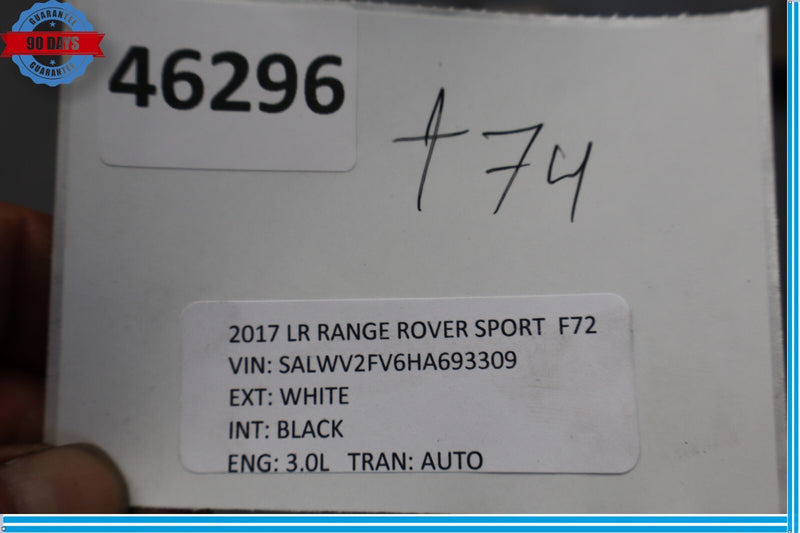 GUARANTEE
90 DAYS
GUARANTEE
46296
t74
2017 LR RANGE ROVER SPORT F72
VIN: SALWV2FV6HA693309
EXT: WHITE
INT: BLACK
ENG: 3.0L TRAN: AUTO